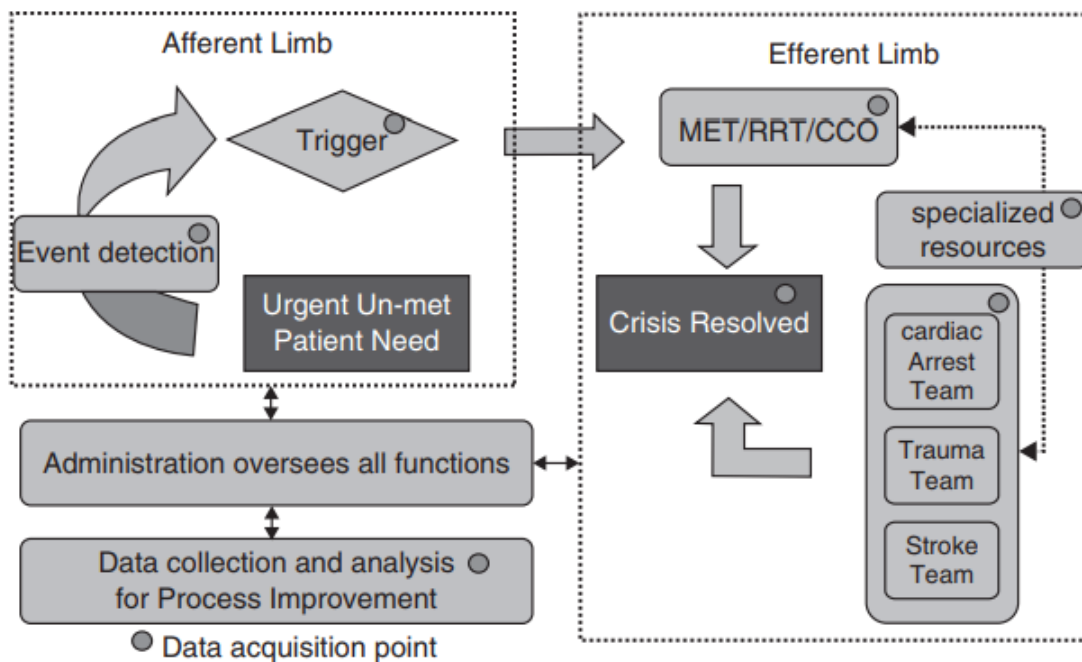 Afferent Limb
Trigger
Event detection
Urgent Un-met
Patient Need
Efferent Limb
MET/RRT/CCO
specialized
resources
Crisis Resolved
cardiac
Arrest
Team
Trauma
Team
Stroke
Team
Administration oversees all functions
Data collection and analysis
for Process Improvement
Data acquisition point